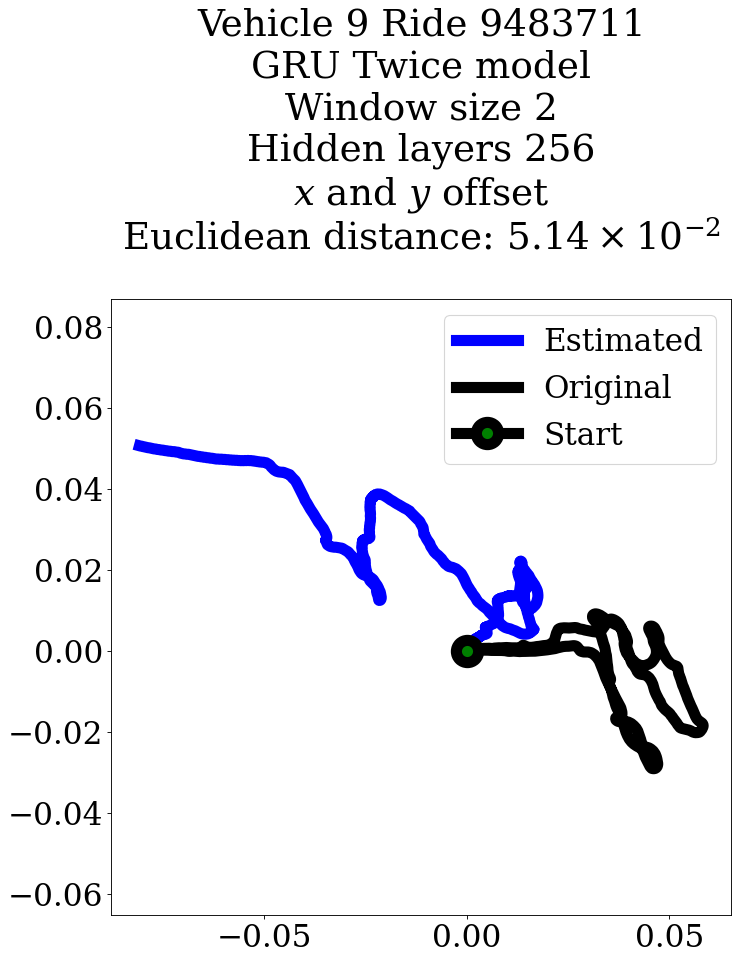 Vehicle 9 Ride 9483711
GRU Twice model
Window size 2
Hidden layers 256
x and y offset
Euclidean distance: 5.14 × 10⁻²
Estimated
Original
Start
0.08
0.06
0.04
0.02
0.00
−0.02
−0.04
−0.06
−0.05 0.00 0.05